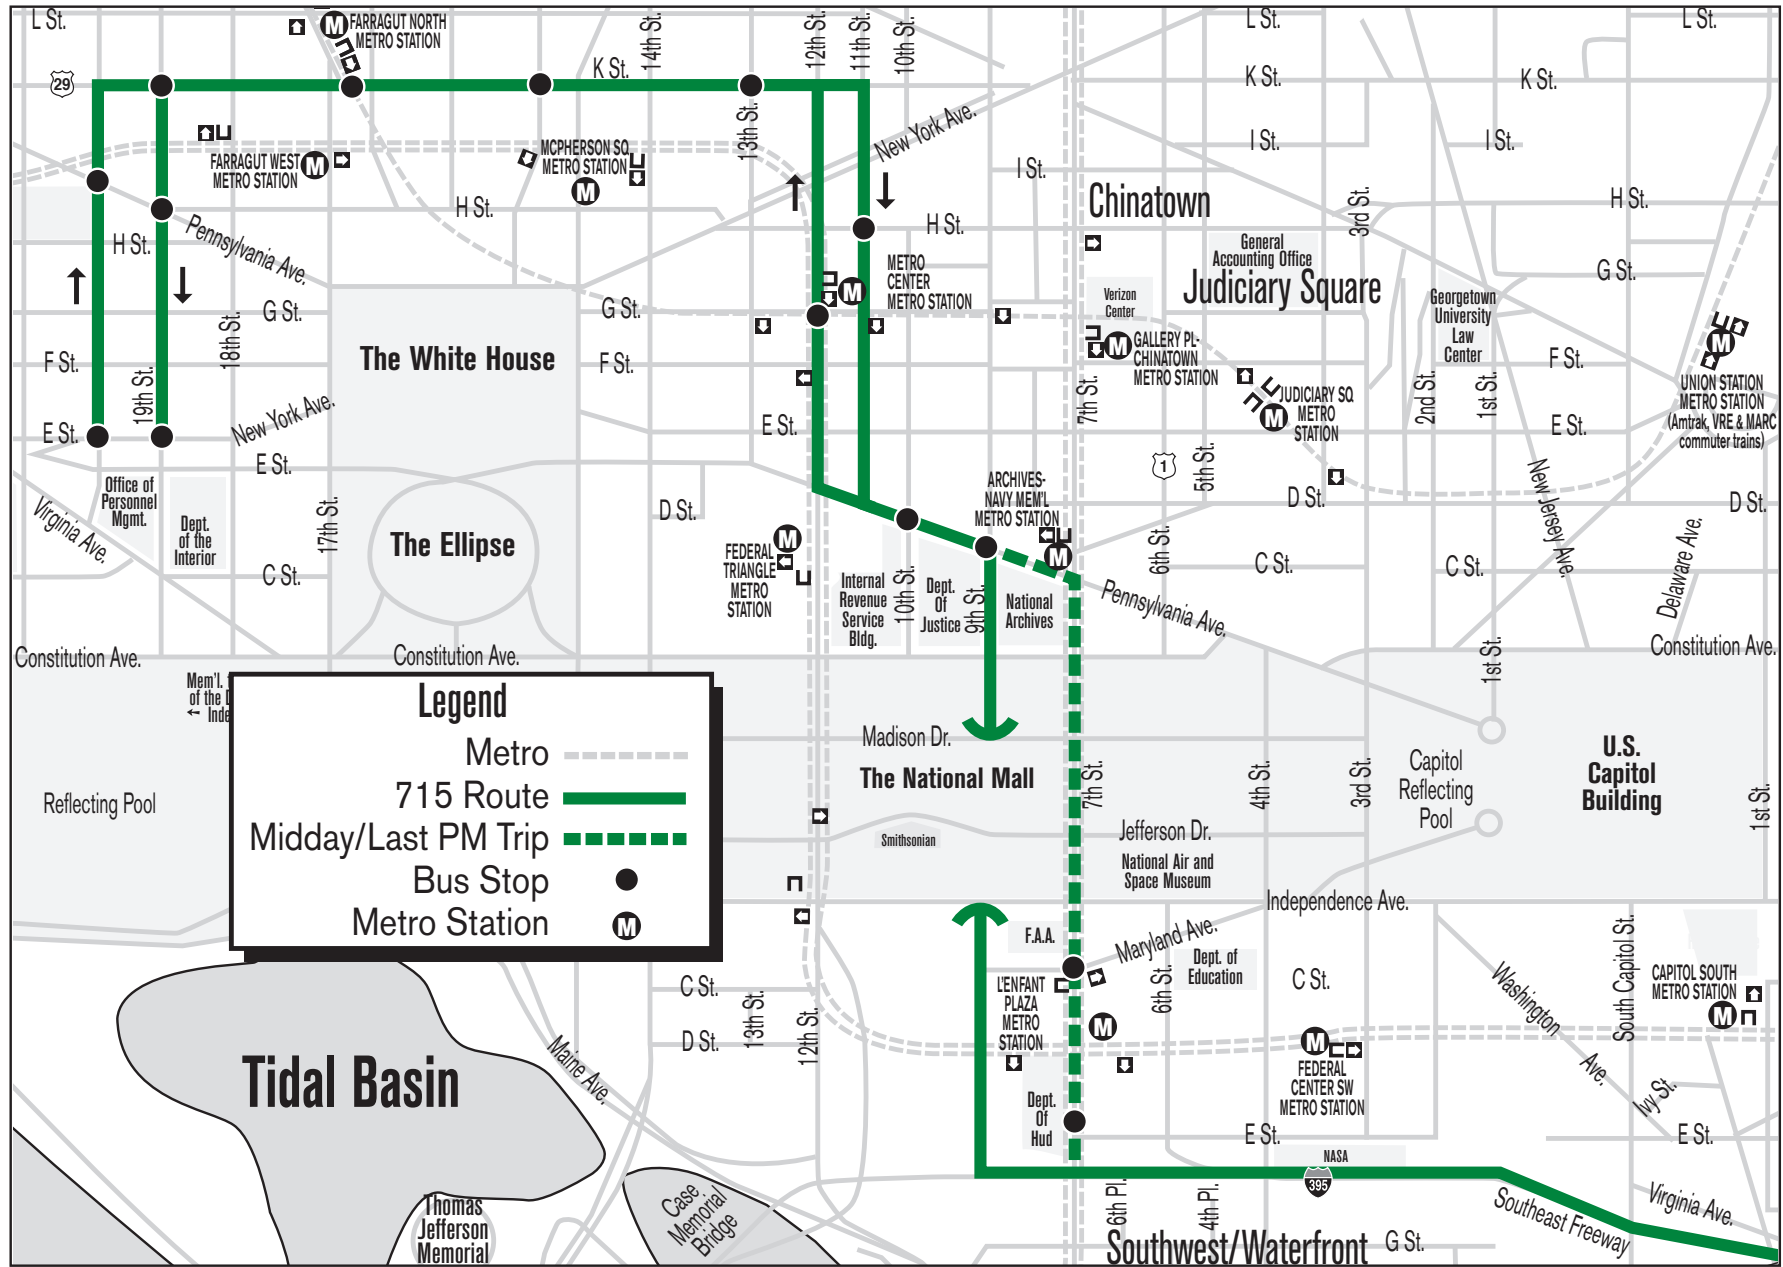 L St.
FARRAGUT NORTH
METRO STATION
14th St.
12th St.
11th St.
10th St.
L St.
L St.
29
K St.
K St.
K St.
13th St.
New York Ave.
I St.
I St.
I St.
FARRAGUT WEST
METRO STATION
M
MCPHERSON SQ
METRO STATION
M
M
H St.
H St.
H St.
H St.
Pennsylvania Ave.
Chinatown
3rd St.
General
Accounting Office
Judiciary Square
METRO
CENTER
METRO STATION
M
G St.
G St.
G St.
Verizon
Center
Georgetown
University
Law
Center
18th St.
F St.
The White House
F St.
F St.
M
GALLERY PL-
CHINATOWN
METRO STATION
M
UNION STATION
METRO STATION
(Amtrak, VRE & MARC
commuter trains)
19th St.
New York Ave.
7th St.
JUDICIARY SQ
METRO
STATION
M
2nd St.
1st St.
E St.
E St.
E St.
E St.
Office of
Personnel
Mgmt.
Dept.
of the
Interior
Virginia Ave.
17th St.
The Ellipse
C St.
D St.
FEDERAL
TRIANGLE
METRO
STATION
M
ARCHIVES-
NAVY MEM'L
METRO STATION
M
1
5th St.
D St.
D St.
6th St.
C St.
C St.
New Jersey Ave.
Delaware Ave.
Internal
Revenue
Service
Bldg.
10th St.
Dept.
Of
Justice
9th St.
National
Archives
Pennsylvania Ave.
Constitution Ave.
Constitution Ave.
Constitution Ave.
1st St.
Mem'l.
of the D
Inde
Legend
Metro
715 Route
Midday/Last PM Trip
Bus Stop
Metro Station
M
Reflecting Pool
Madison Dr.
The National Mall
Smithsonian
7th St.
4th St.
3rd St.
Jefferson Dr.
National Air and
Space Museum
Capitol
Reflecting
Pool
U.S.
Capitol
Building
1st St.
Independence Ave.
F.A.A.
Maryland Ave.
Dept. of
Education
6th St.
C St.
L'ENFANT
PLAZA
METRO
STATION
M
Washington
Ave.
South Capitol St.
CAPITOL SOUTH
METRO STATION
M
C St.
D St.
13th St.
12th St.
Maine Ave.
Tidal Basin
M
FEDERAL
CENTER SW
METRO STATION
Ivy St.
Dept.
Of
Hud
E St.
E St.
NASA
395
Thomas
Jefferson
Memorial
Case
Memorial
Bridge
6th Pl.
4th Pl.
Southeast Freeway
Virginia Ave.
Southwest/Waterfront
G St.